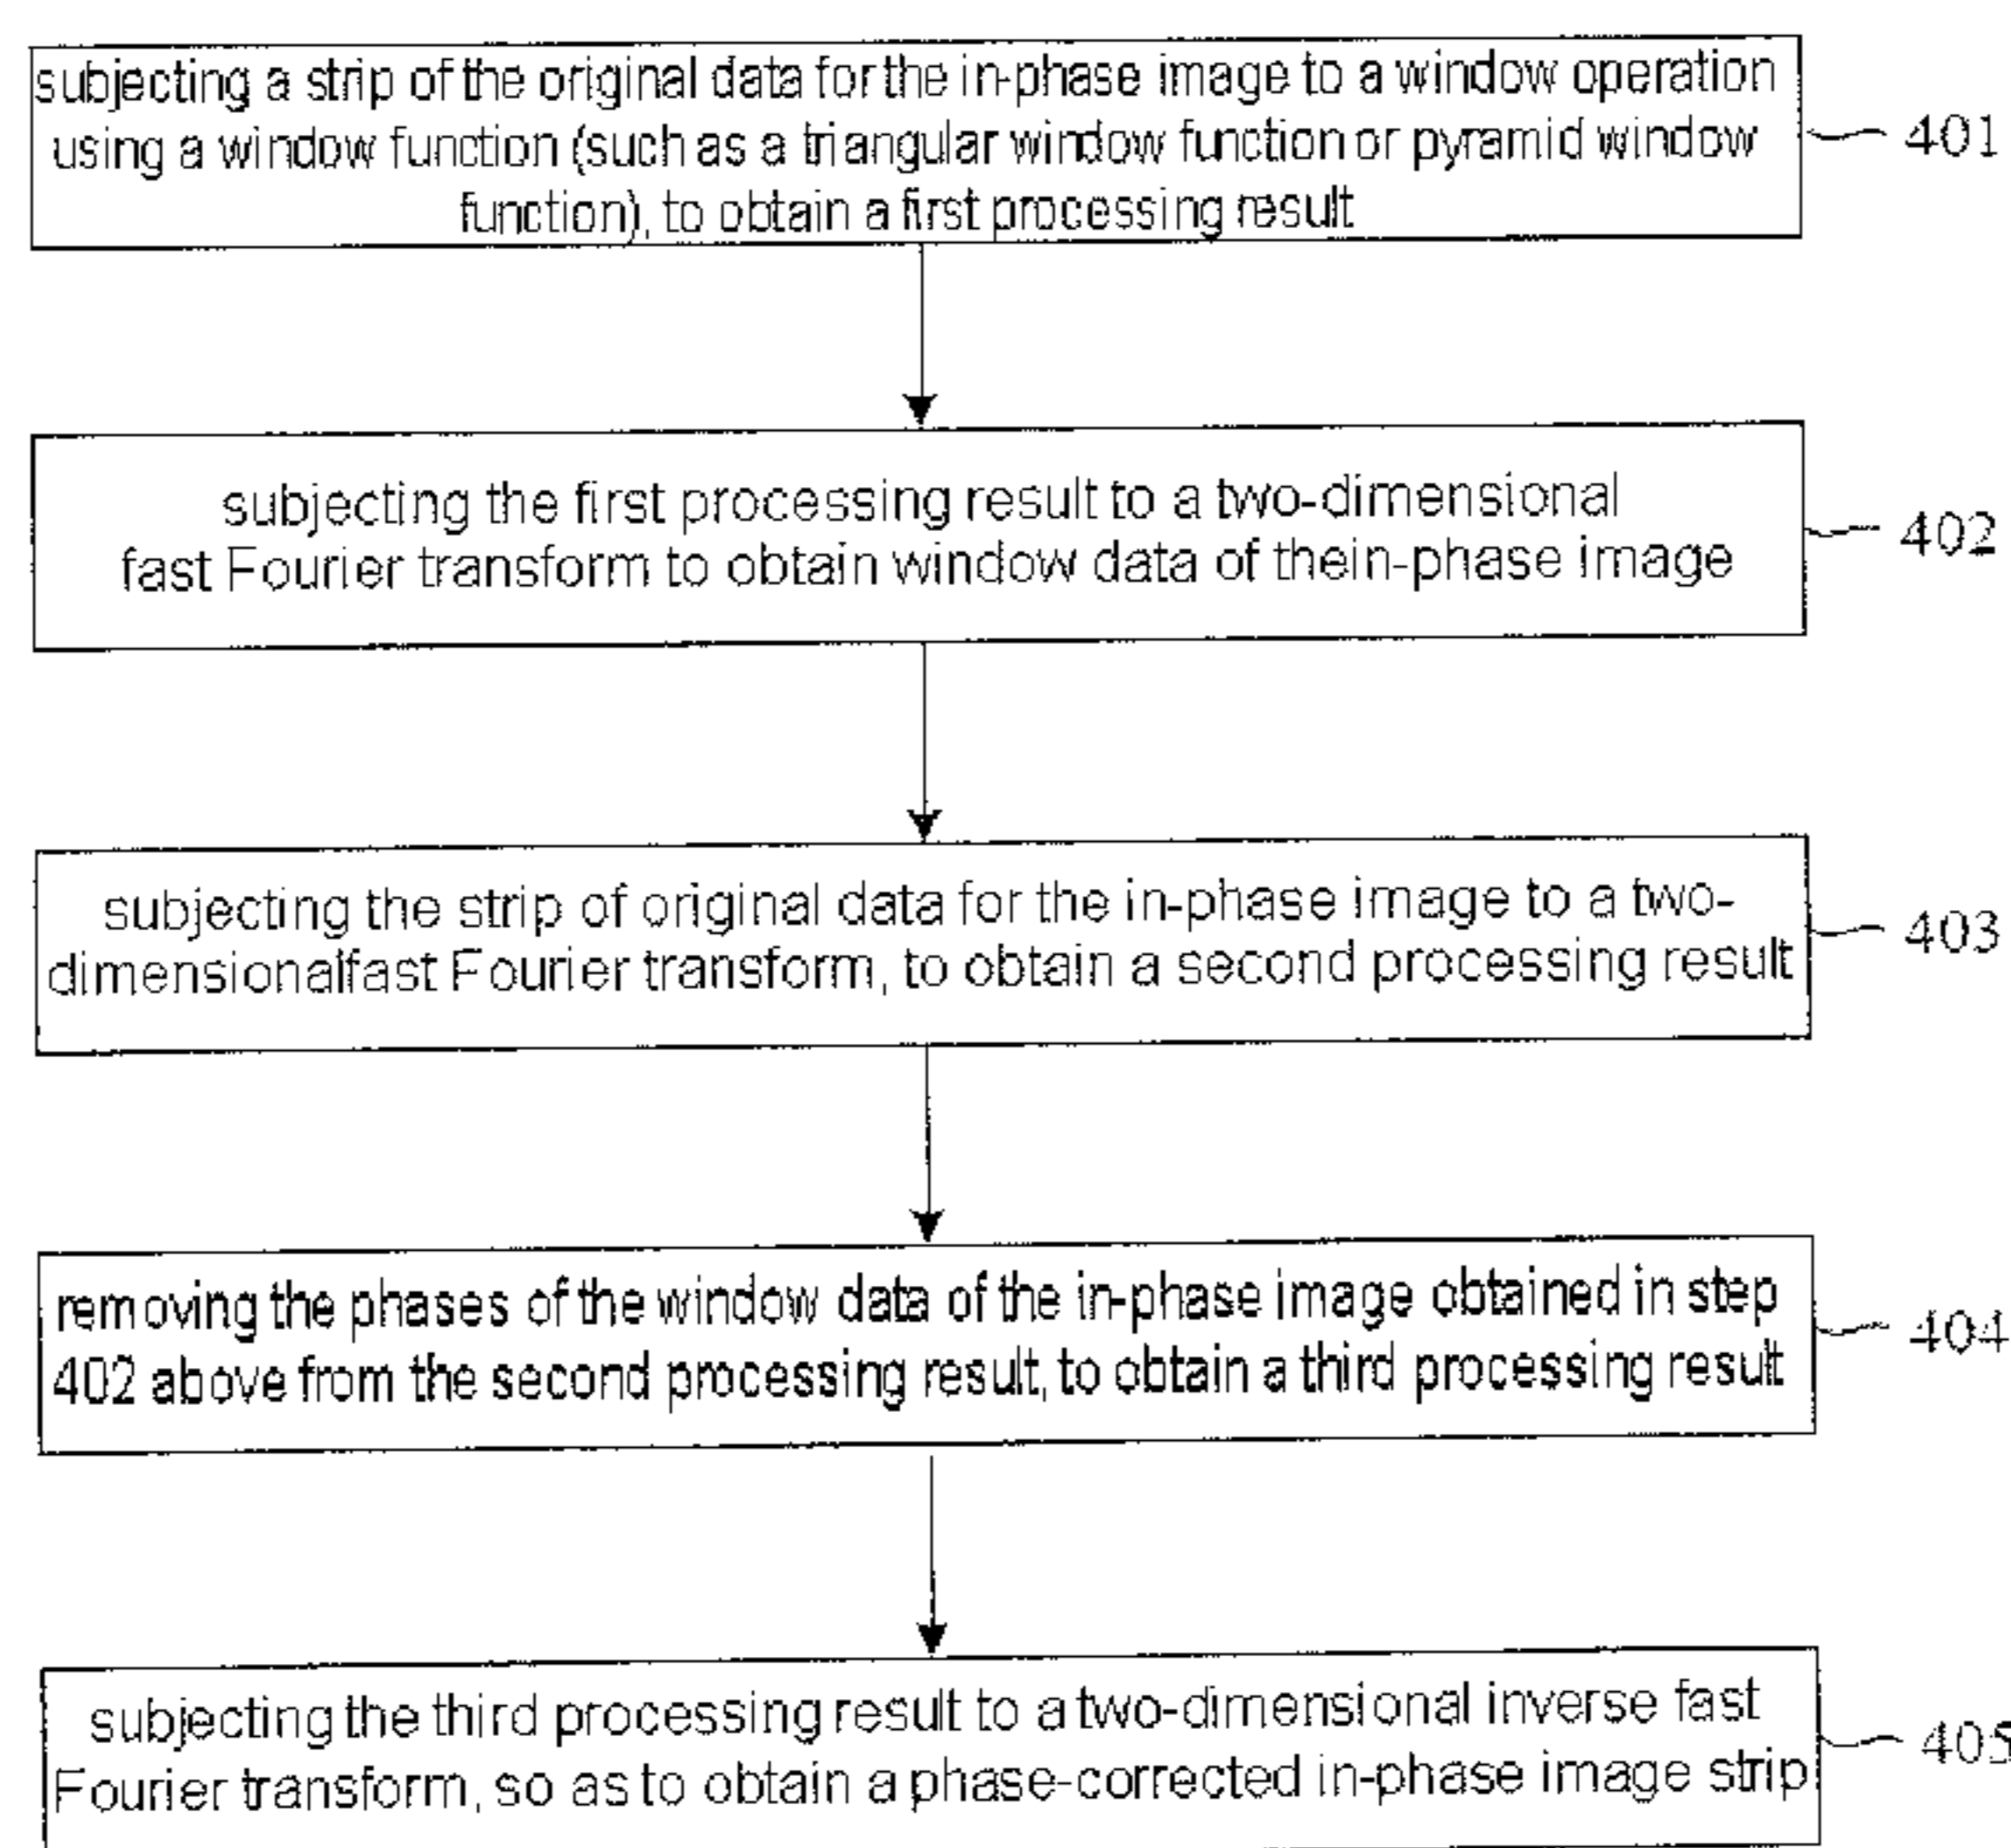 subjecting a strip of the original data for the in-phase image to a window operation
using a window function (such as a triangular window function or pyramid window
function), to obtain a first processing result
401
subjecting the first processing result to a two-dimensional
fast Fourier transform to obtain window data of thein-phase image
402
subjecting the strip of original data for the in-phase image to a two-
dimensionalfast Fourier transform, to obtain a second processing result
403
removing the phases of the window data of the in-phase image obtained in step
402 above from the second processing result, to obtain a third processing result
404
subjecting the third processing result to a two-dimensional inverse fast
Fourier transform, so as to obtain a phase-corrected in-phase image strip
405